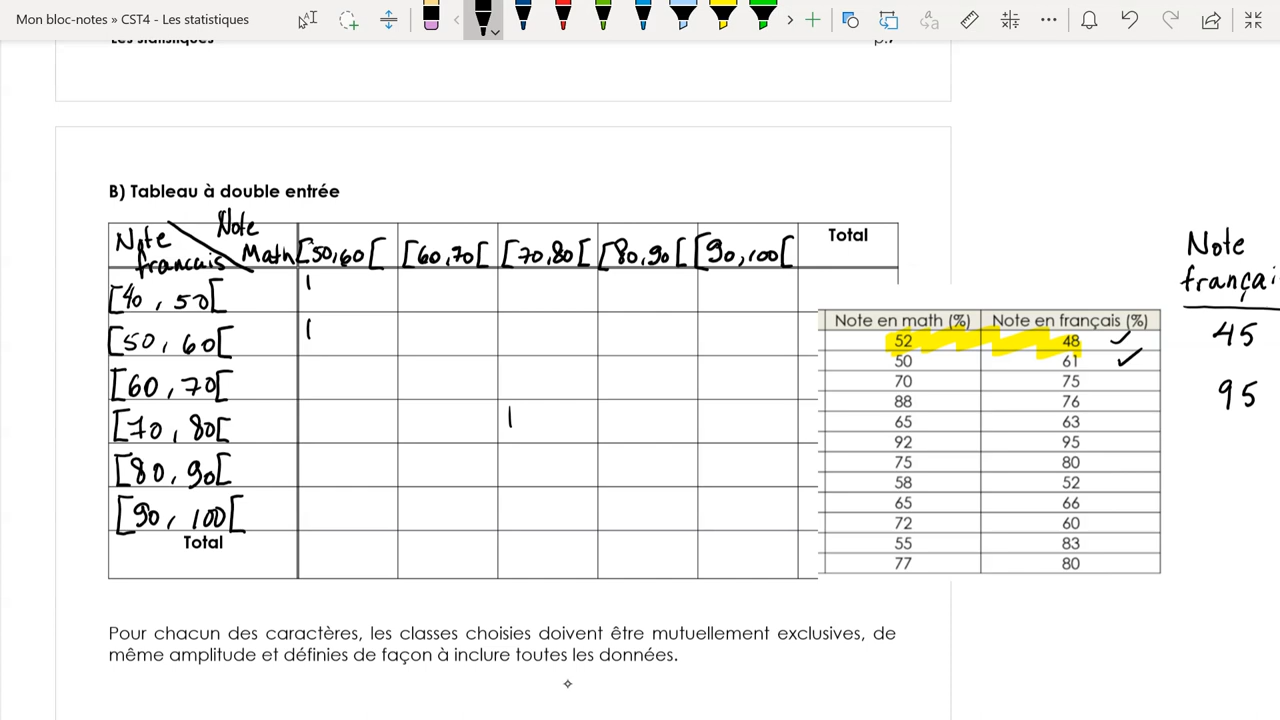 Mon bloc-notes » CST4 - Les statistiques
Les statistiques p.7
B) Tableau à double entrée
Note français Note Math [50,60[ [60,70[ [70,80[ [80,90[ [90,100[ Total
[40, 50[ 1
[50, 60[ 1
[60, 70[
[70, 80[ 1
[80, 90[
[90, 100[
Total
Note en math (%) Note en français (%)
52 48
50 61
70 75
88 76
65 63
92 95
75 80
58 52
65 66
72 60
55 83
77 80
Note
françai
45
95
Pour chacun des caractères, les classes choisies doivent être mutuellement exclusives, de
même amplitude et définies de façon à inclure toutes les données.